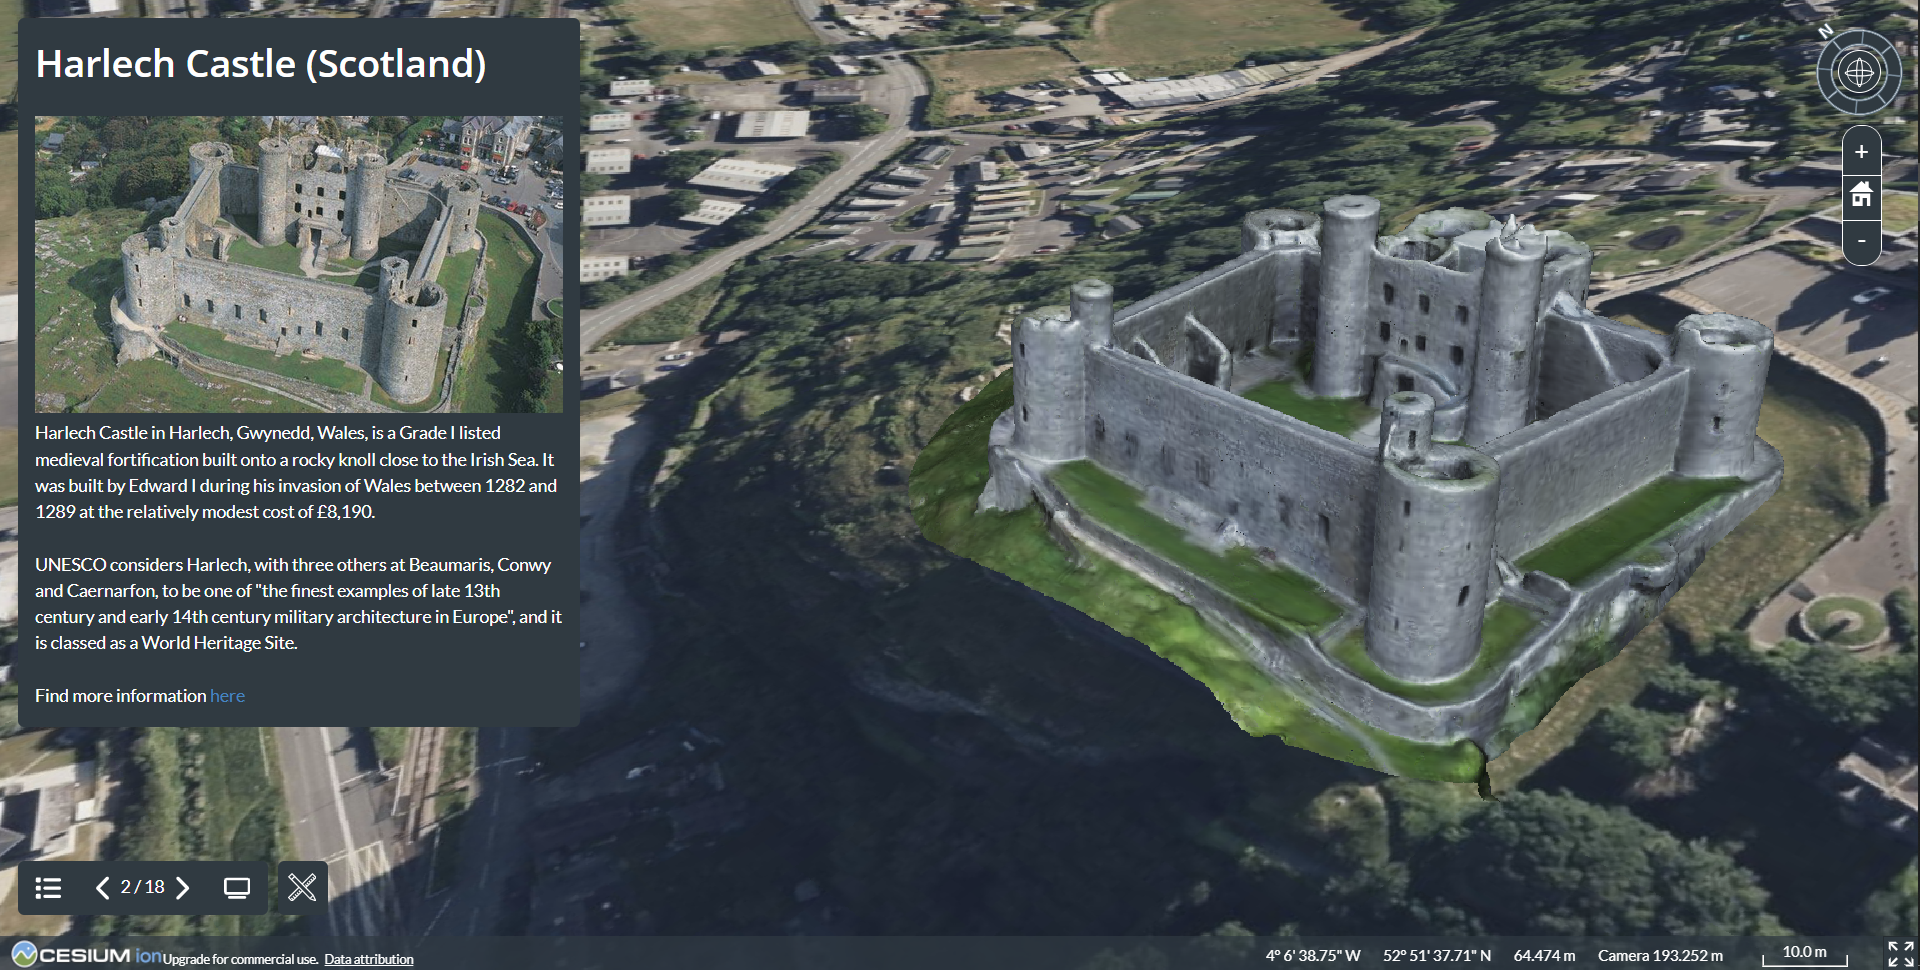 Harlech Castle (Scotland)
Harlech Castle in Harlech, Gwynedd, Wales, is a Grade I listed
medieval fortification built onto a rocky knoll close to the Irish Sea. It
was built by Edward I during his invasion of Wales between 1282 and
1289 at the relatively modest cost of £8,190.
UNESCO considers Harlech, with three others at Beaumaris, Conwy
and Caernarfon, to be one of "the finest examples of late 13th
century and early 14th century military architecture in Europe", and it
is classed as a World Heritage Site.
Find more information here
N
+
-
2 / 18
CESIUM ion Upgrade for commercial use. Data attribution
4° 6' 38.75" W 52° 51' 37.71" N 64.474 m Camera 193.252 m 10.0 m